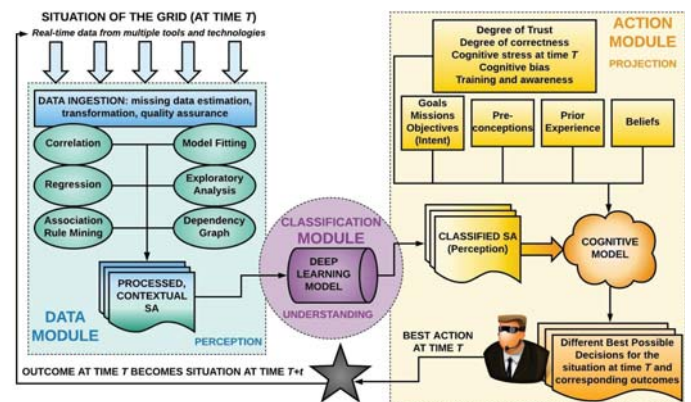 SITUATION OF THE GRID (AT TIME T)
Real-time data from multiple tools and technologies
DATA INGESTION: missing data estimation,
transformation, quality assurance
Correlation
Model Fitting
Regression
Exploratory
Analysis
Association
Rule Mining
Dependency
Graph
PROCESSED,
CONTEXTUAL
SA
DATA
MODULE
PERCEPTION
CLASSIFICATION
MODULE
DEEP
LEARNING
MODEL
UNDERSTANDING
ACTION
MODULE
PROJECTION
Degree of Trust
Degree of correctness
Cognitive stress at time T
Cognitive bias
Training and awareness
Goals
Missions
Objectives
(Intent)
Pre-
conceptions
Prior
Experience
Beliefs
CLASSIFIED SA
(Perception)
COGNITIVE
MODEL
Different Best Possible
Decisions for the
situation at time T and
corresponding outcomes
BEST ACTION
AT TIME T
OUTCOME AT TIME T BECOMES SITUATION AT TIME T+t